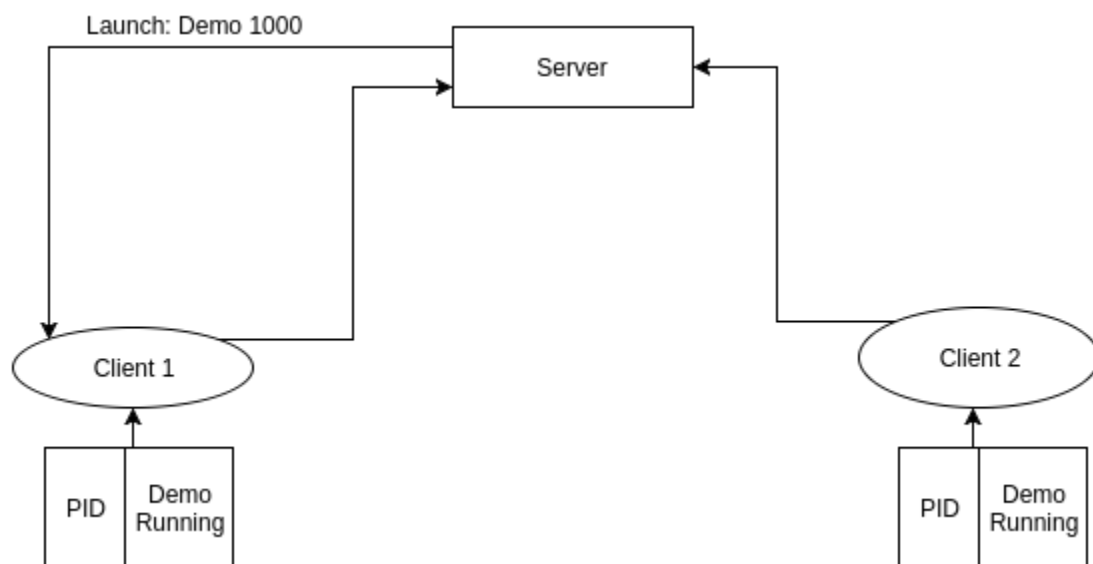 Launch: Demo 1000
Server
Client 1
Client 2
PID
Demo
Running
PID
Demo
Running